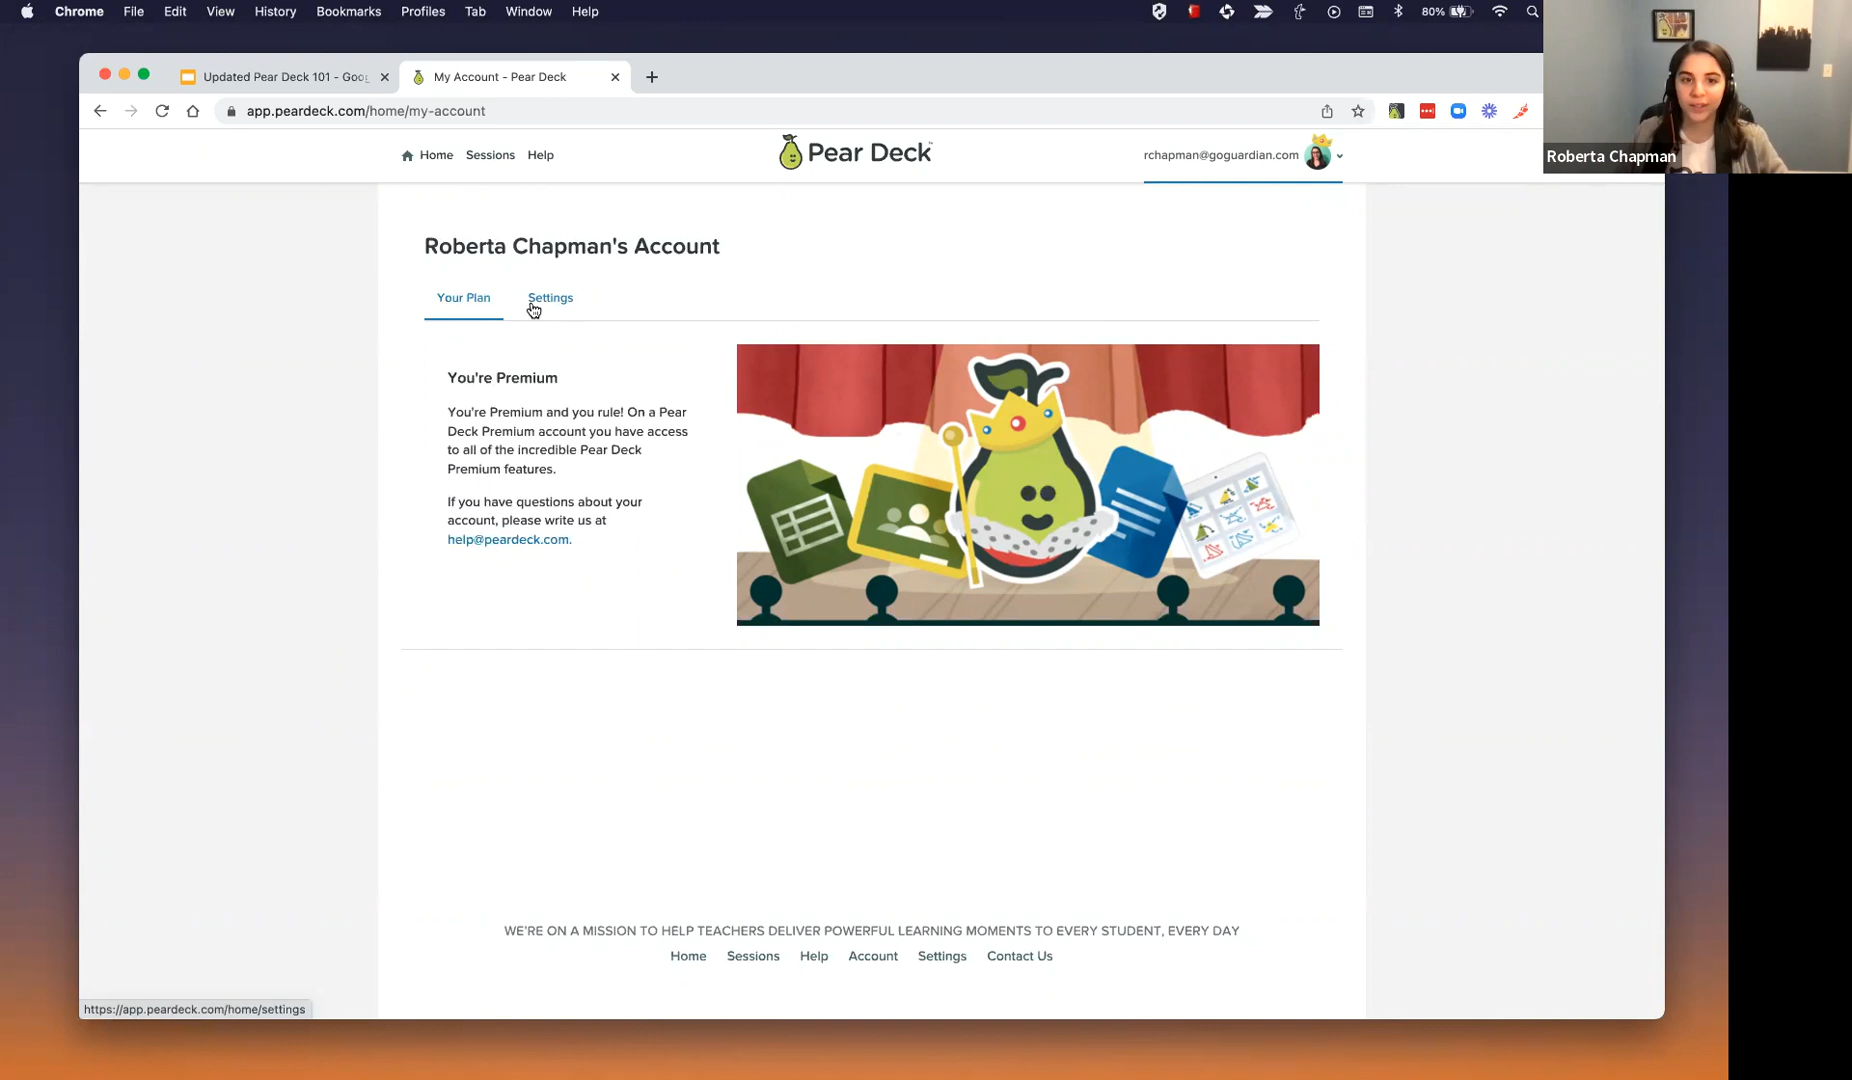 Chrome File Edit View History Bookmarks Profiles Tab Window Help 80%
Updated Pear Deck 101 - Goog My Account - Pear Deck
app.peardeck.com/home/my-account
Roberta Chapman
Home Sessions Help Pear Deck rchapman@goguardian.com
Roberta Chapman's Account
Your Plan Settings
You're Premium
You're Premium and you rule! On a Pear
Deck Premium account you have access
to all of the incredible Pear Deck
Premium features.
If you have questions about your
account, please write us at
help@peardeck.com.
WE'RE ON A MISSION TO HELP TEACHERS DELIVER POWERFUL LEARNING MOMENTS TO EVERY STUDENT, EVERY DAY
Home Sessions Help Account Settings Contact Us
https://app.peardeck.com/home/settings